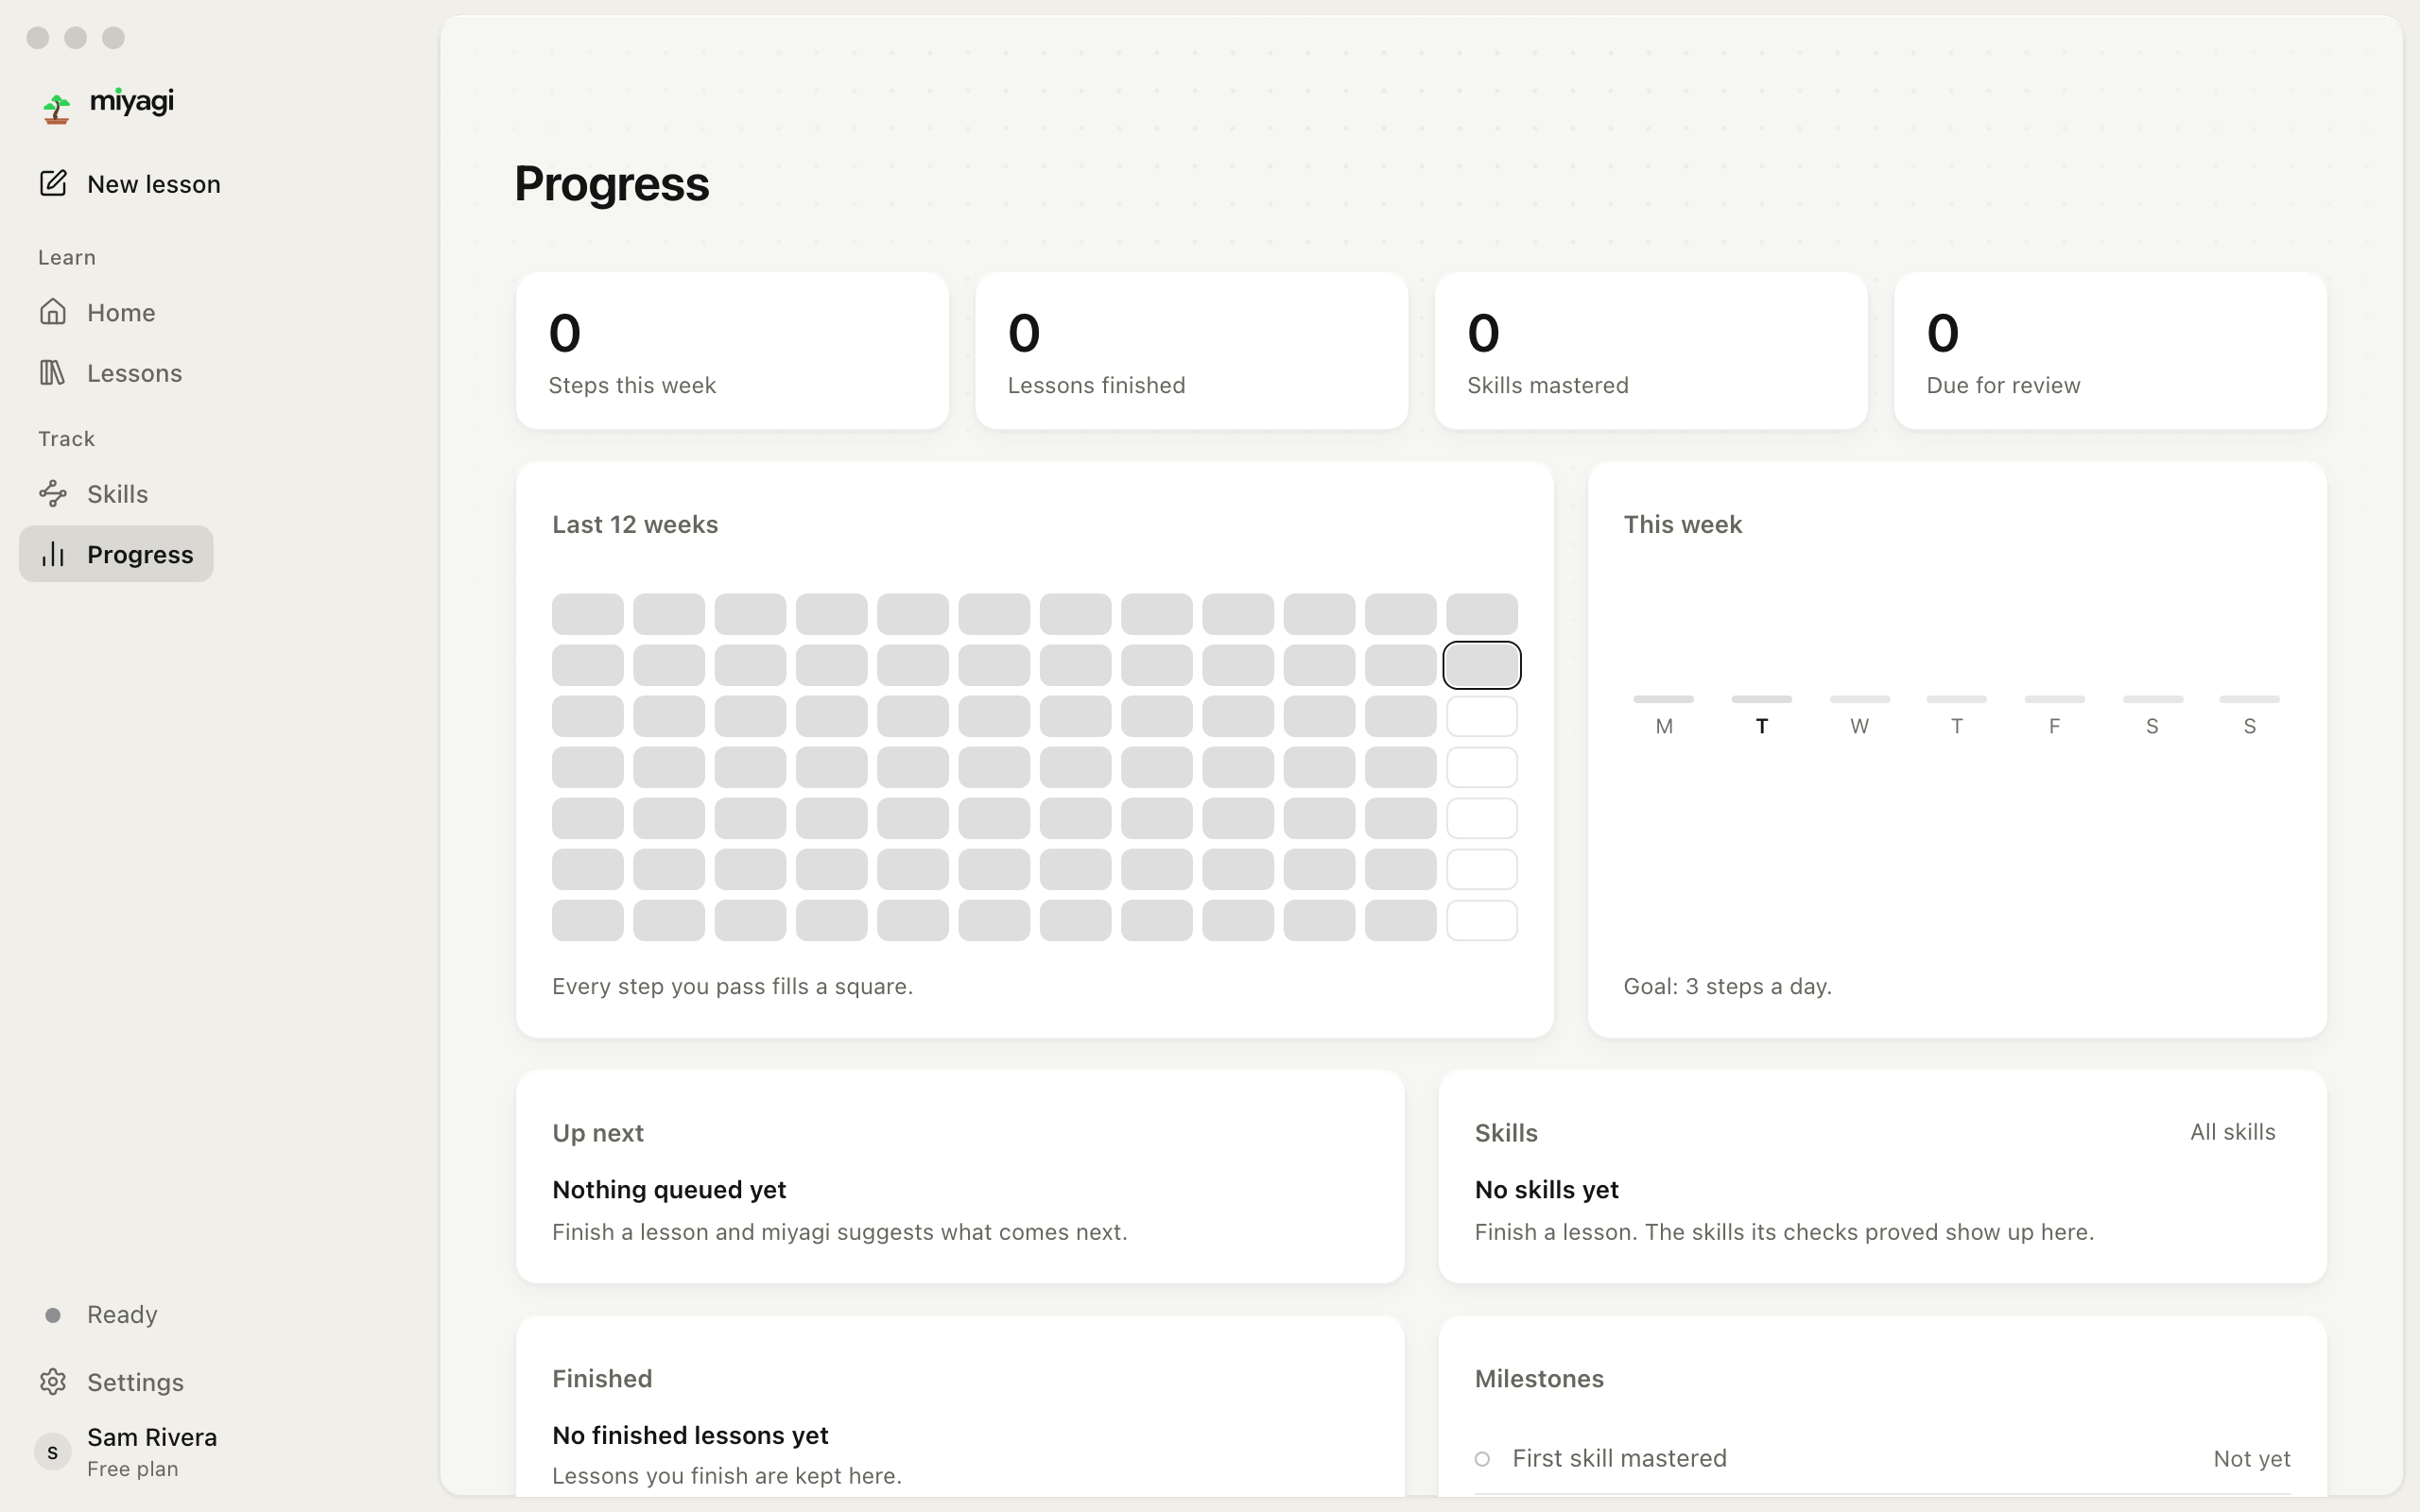 miyagi
New lesson
Learn
Home
Lessons
Track
Skills
Progress
Ready
Settings
S
Sam Rivera
Free plan
Progress
0
Steps this week
0
Lessons finished
0
Skills mastered
0
Due for review
Last 12 weeks
Every step you pass fills a square.
This week
M T W T F S S
Goal: 3 steps a day.
Up next
Nothing queued yet
Finish a lesson and miyagi suggests what comes next.
Skills
All skills
No skills yet
Finish a lesson. The skills its checks proved show up here.
Finished
No finished lessons yet
Lessons you finish are kept here.
Milestones
First skill mastered
Not yet